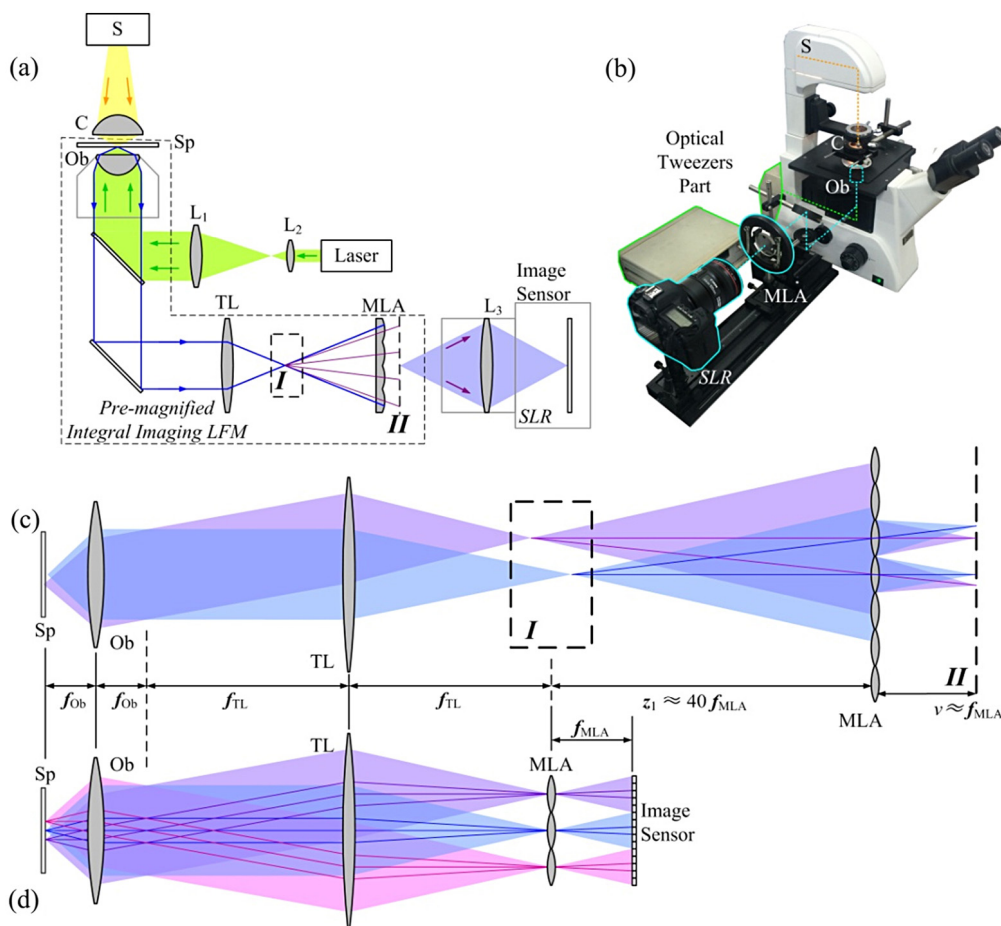 (a)
S
C
Sp
Ob
L1
L2
Laser
TL
MLA
I
II
Image
Sensor
L3
SLR
Pre-magnified
Integral Imaging LFM
(b)
S
C
Ob
Optical
Tweezers
Part
MLA
SLR
(c)
Sp
Ob
TL
I
MLA
II
fOb
fOb
fTL
fTL
z1 ≈ 40 fMLA
v ≈ fMLA
(d)
Sp
Ob
TL
MLA
fMLA
Image
Sensor